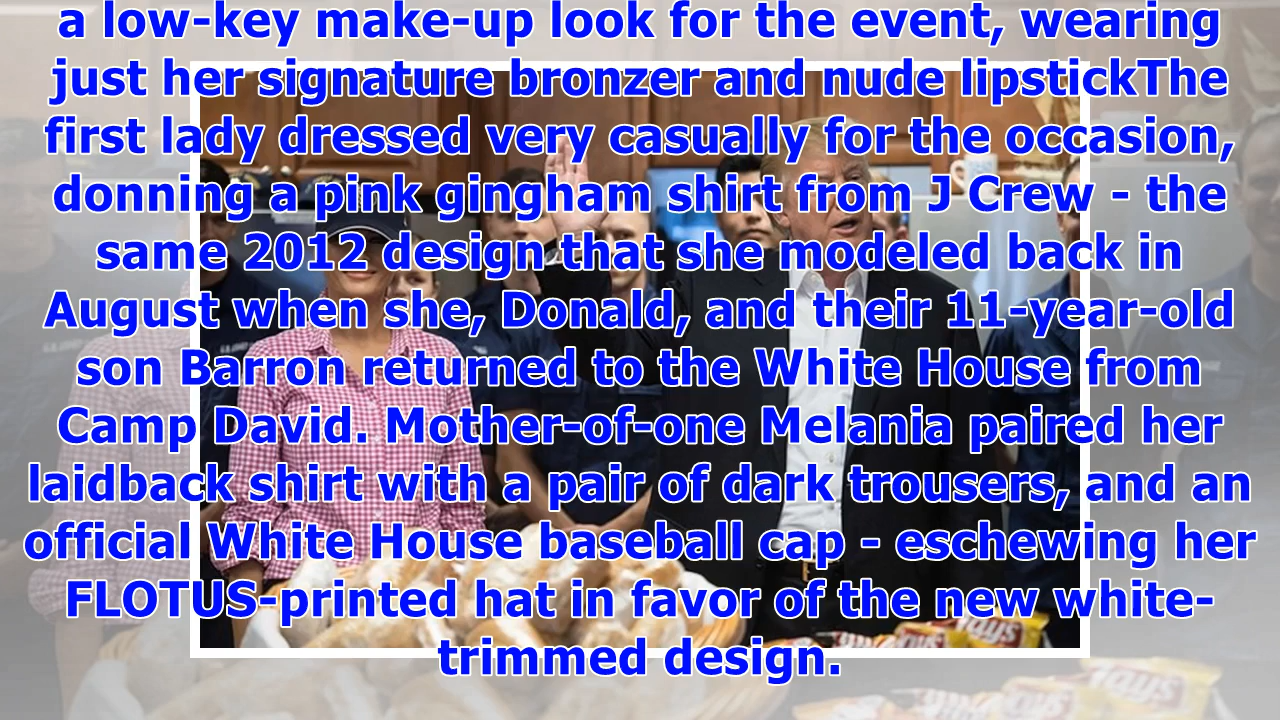 a low-key make-up look for the event, wearing
just her signature bronzer and nude lipstickThe
first lady dressed very casually for the occasion,
donning a pink gingham shirt from J Crew - the
same 2012 design that she modeled back in
August when she, Donald, and their 11-year-old
son Barron returned to the White House from
Camp David. Mother-of-one Melania paired her
laidback shirt with a pair of dark trousers, and an
official White House baseball cap - eschewing her
FLOTUS-printed hat in favor of the new white-
trimmed design.